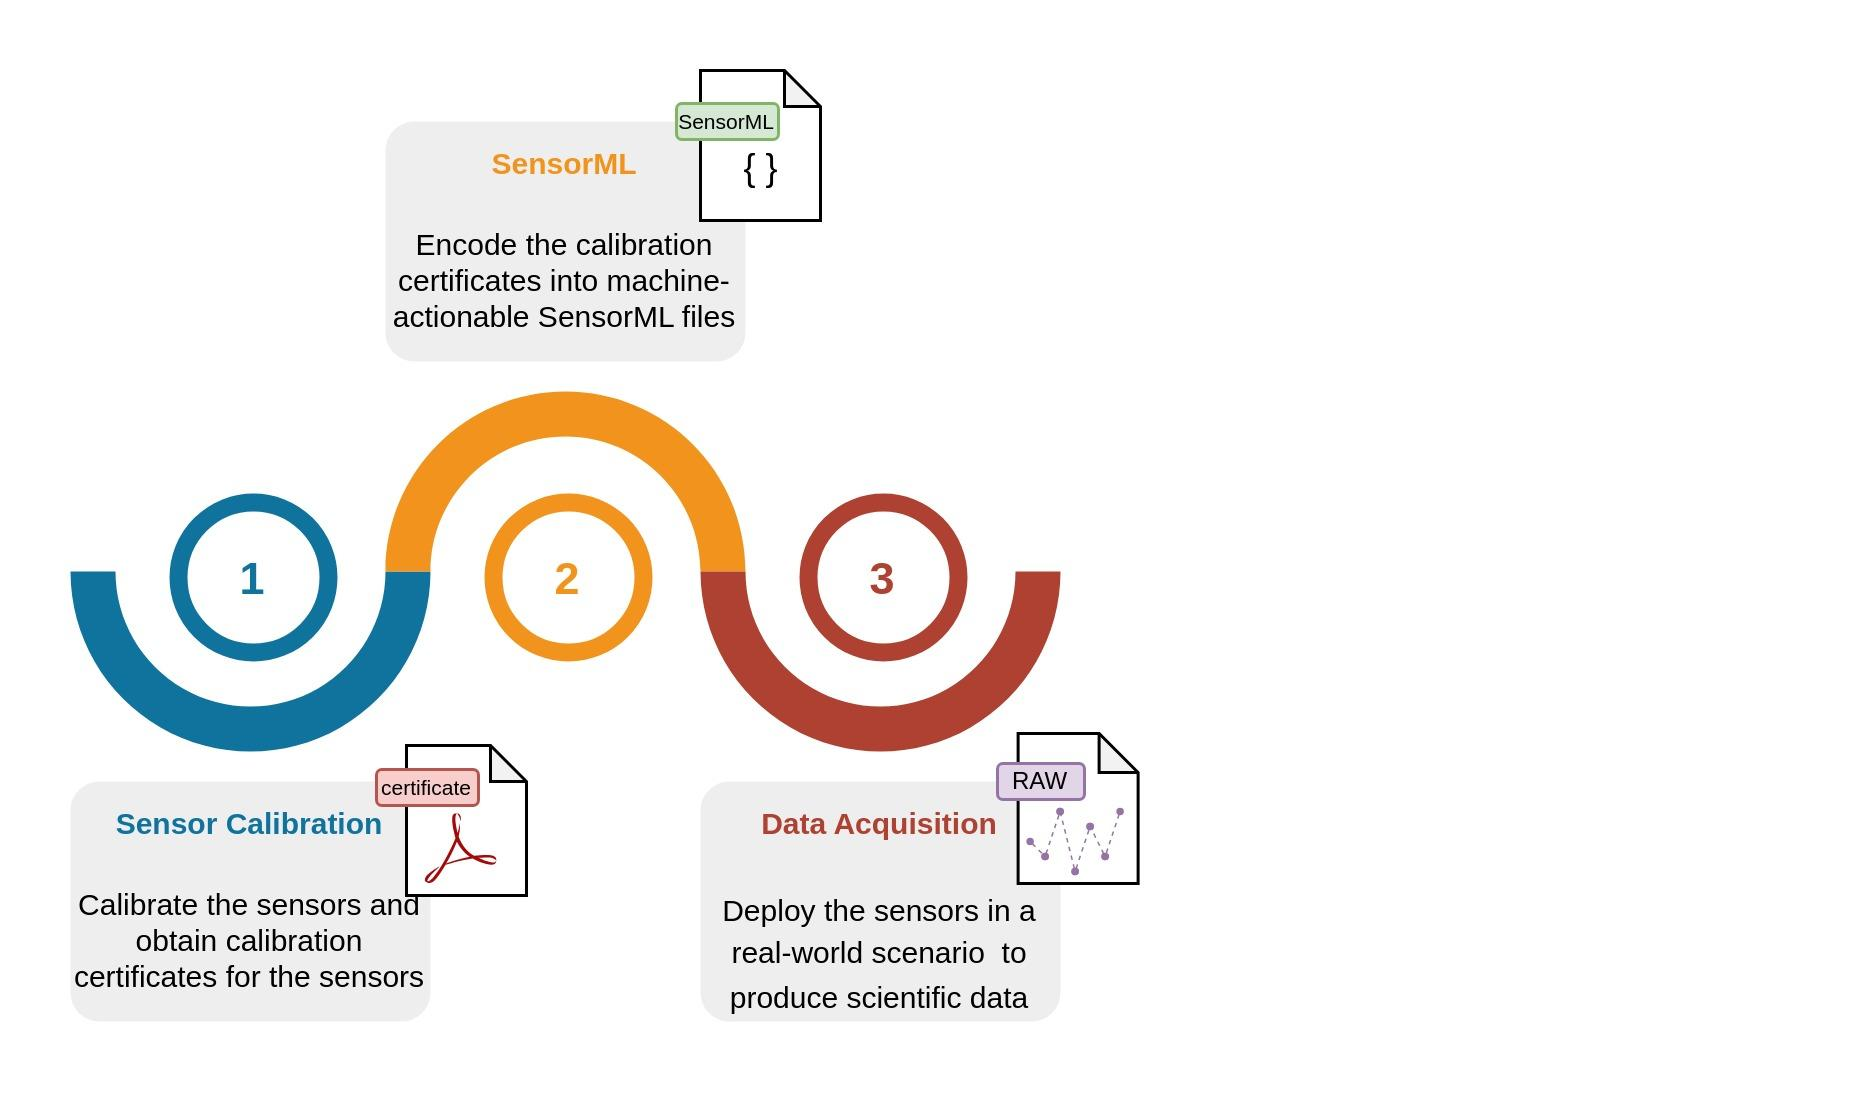 SensorML
SensorML
{ }
Encode the calibration
certificates into machine-
actionable SensorML files
1
2
3
certificate
Sensor Calibration
Calibrate the sensors and
obtain calibration
certificates for the sensors
RAW
Data Acquisition
Deploy the sensors in a
real-world scenario  to
produce scientific data